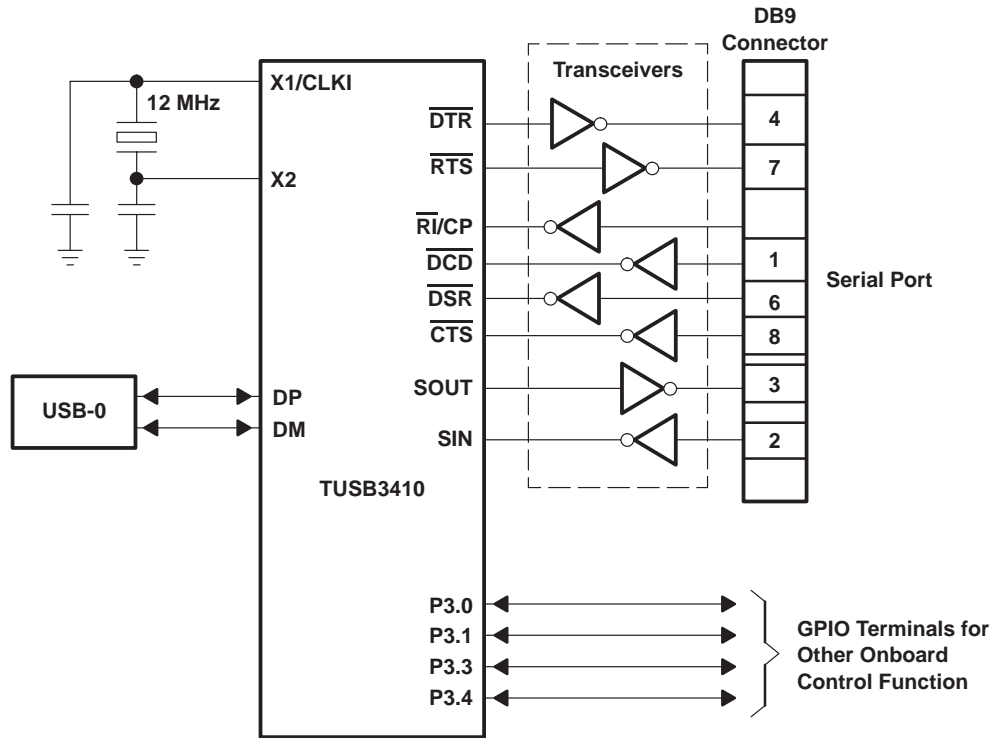 DB9
Connector
Transceivers
X1/CLKI
12 MHz
X2
DTR
RTS
RI/CP
DCD
DSR
CTS
SOUT
SIN
4
7
1
6
8
3
2
Serial Port
USB-0
DP
DM
TUSB3410
P3.0
P3.1
P3.3
P3.4
GPIO Terminals for
Other Onboard
Control Function